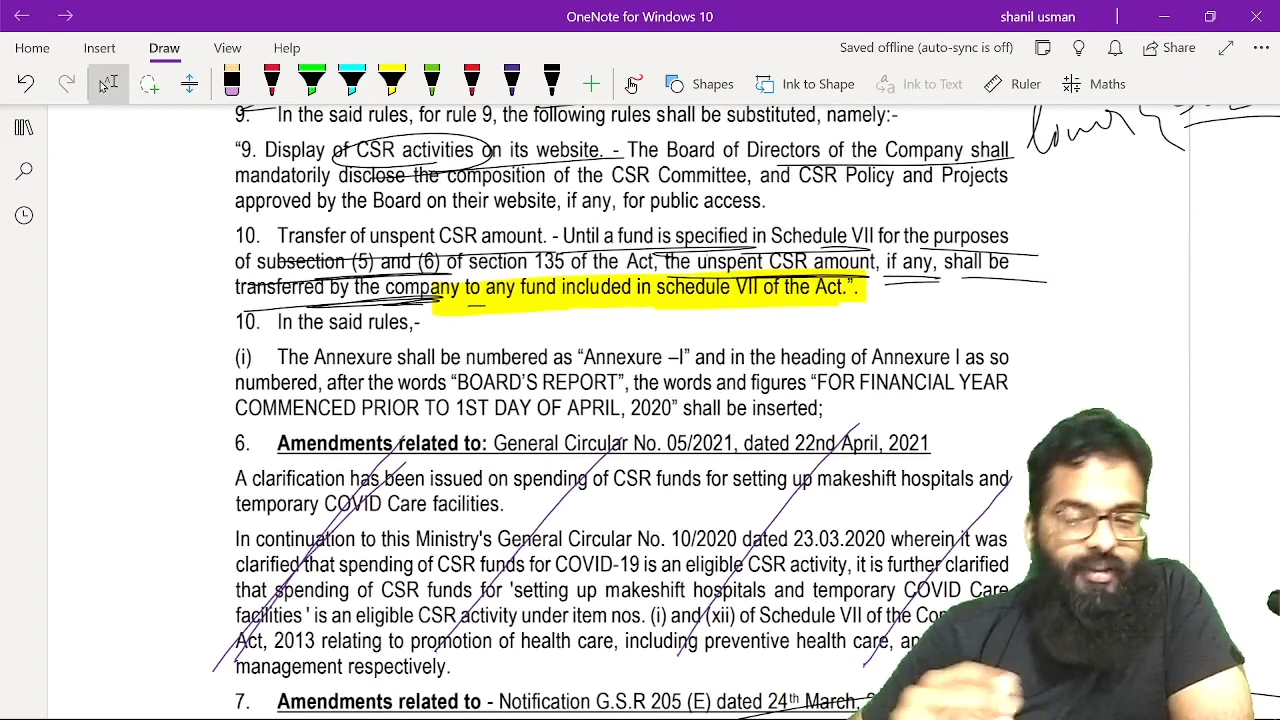 OneNote for Windows 10
shanil usman
Home Insert Draw View Help
Saved offline (auto-sync is off)
Share
Shapes Ink to Shape Ink to Text Ruler Maths
9. In the said rules, for rule 9, the following rules shall be substituted, namely:-
“9. Display of CSR activities on its website. - The Board of Directors of the Company shall
mandatorily disclose the composition of the CSR Committee, and CSR Policy and Projects
approved by the Board on their website, if any, for public access.
10. Transfer of unspent CSR amount. - Until a fund is specified in Schedule VII for the purposes
of subsection (5) and (6) of section 135 of the Act, the unspent CSR amount, if any, shall be
transferred by the company to any fund included in schedule VII of the Act.”.
10. In the said rules,-
(i) The Annexure shall be numbered as “Annexure –I” and in the heading of Annexure I as so
numbered, after the words “BOARD’S REPORT”, the words and figures “FOR FINANCIAL YEAR
COMMENCED PRIOR TO 1ST DAY OF APRIL, 2020” shall be inserted;
6. Amendments related to: General Circular No. 05/2021, dated 22nd April, 2021
A clarification has been issued on spending of CSR funds for setting up makeshift hospitals and
temporary COVID Care facilities.
In continuation to this Ministry's General Circular No. 10/2020 dated 23.03.2020 wherein it was
clarified that spending of CSR funds for COVID-19 is an eligible CSR activity, it is further clarified
that spending of CSR funds for 'setting up makeshift hospitals and temporary COVID Care
facilities ' is an eligible CSR activity under item nos. (i) and (xii) of Schedule VII of the
Act, 2013 relating to promotion of health care, including preventive health care,
management respectively.
7. Amendments related to - Notification G.S.R 205 (E) dated 24th March,